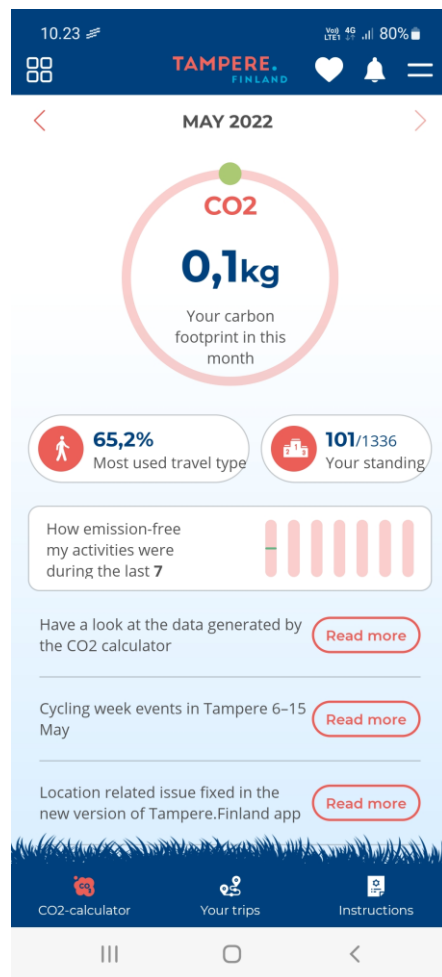 10.23
Vo)) 4G
LTE1
80%
TAMPERE.
FINLAND
MAY 2022
CO2
0,1kg
Your carbon
footprint in this
month
65,2%
Most used travel type
101/1336
Your standing
How emission-free
my activities were
during the last 7
Have a look at the data generated by
the CO2 calculator
Read more
Cycling week events in Tampere 6–15
May
Read more
Location related issue fixed in the
new version of Tampere.Finland app
Read more
CO2-calculator
Your trips
Instructions